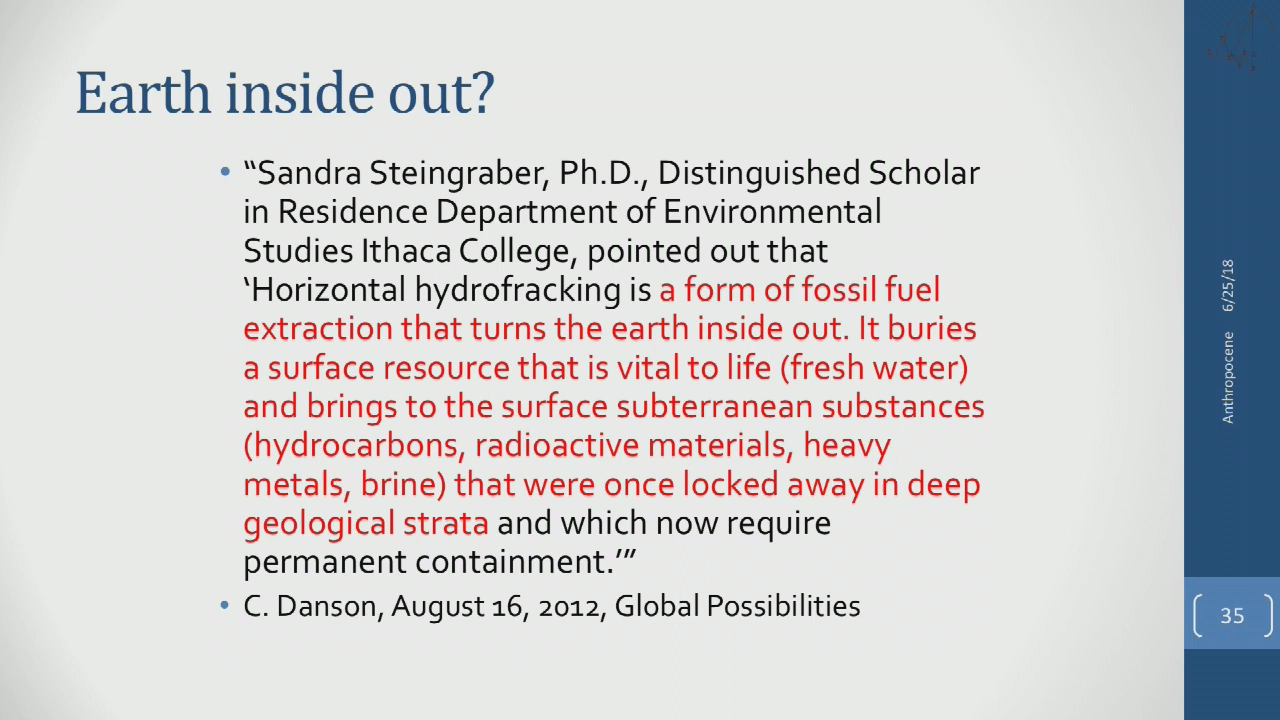 Earth inside out?
• “Sandra Steingraber, Ph.D., Distinguished Scholar
in Residence Department of Environmental
Studies Ithaca College, pointed out that
‘Horizontal hydrofracking is a form of fossil fuel
extraction that turns the earth inside out. It buries
a surface resource that is vital to life (fresh water)
and brings to the surface subterranean substances
(hydrocarbons, radioactive materials, heavy
metals, brine) that were once locked away in deep
geological strata and which now require
permanent containment.’”
• C. Danson, August 16, 2012, Global Possibilities
Anthropocene 6/25/18
35